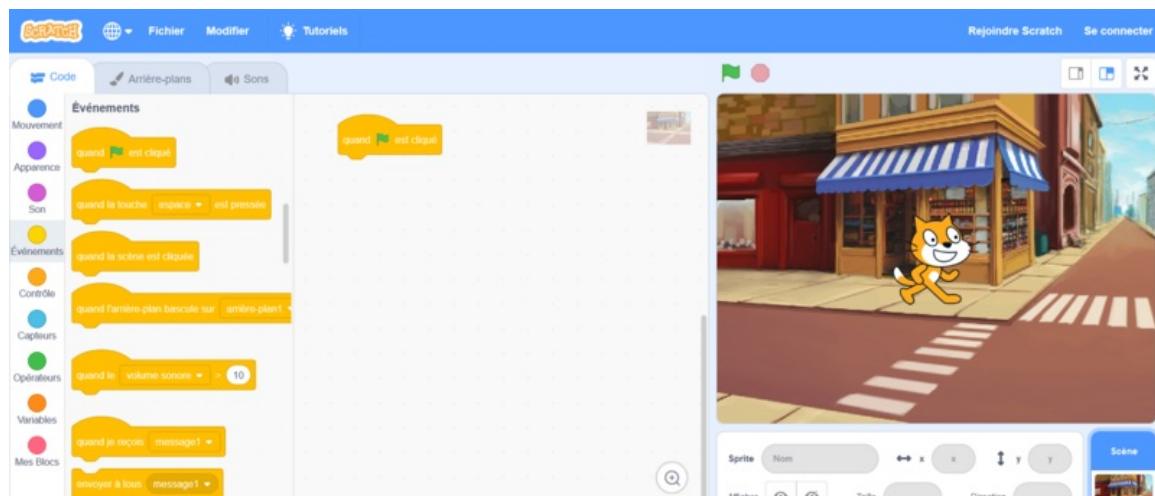 SCRATCH Fichier Modifier Tutoriels Rejoindre Scratch Se connecter
Code Arrière-plans Sons
Événements
Mouvement
Apparence
Son
Événements
Contrôle
Capteurs
Opérateurs
Variables
Mes Blocs
quand est cliqué
quand la touche espace est pressée
quand la scène est cliquée
quand l'arrière-plan bascule sur arrière-plan1
quand le volume sonore > 10
quand je reçois message1
envoyer à tous message1
quand est cliqué
Sprite Nom x x y y
Afficher Taille Direction
Scène